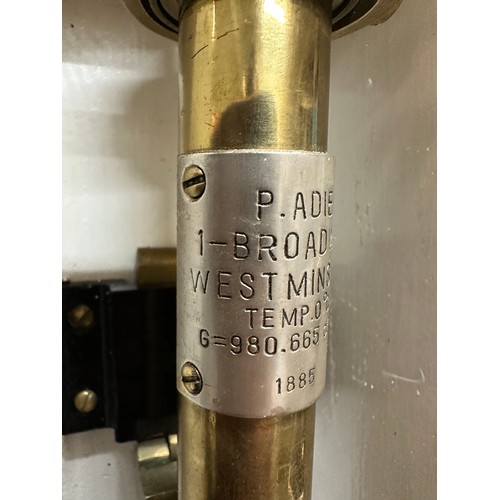 P. ADIE
1-BROAD
WESTMINS
TEMP. 0°
G=980.665
1885